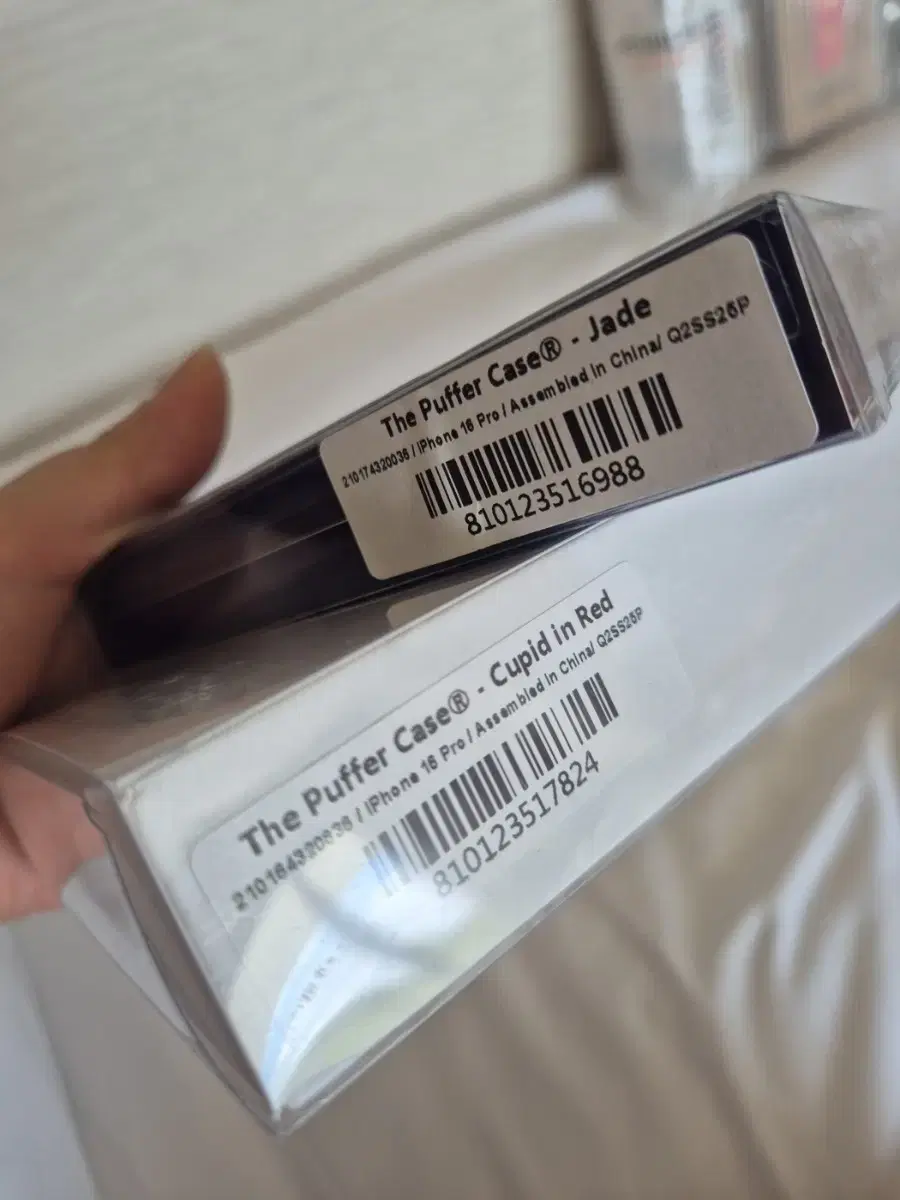 The Puffer Case® - Jade
210174320036 / iPhone 16 Pro / Assembled in China/ Q2SS25P
810123516988
The Puffer Case® - Cupid in Red
210164320036 / iPhone 16 Pro / Assembled in China/ Q2SS25P
810123517824